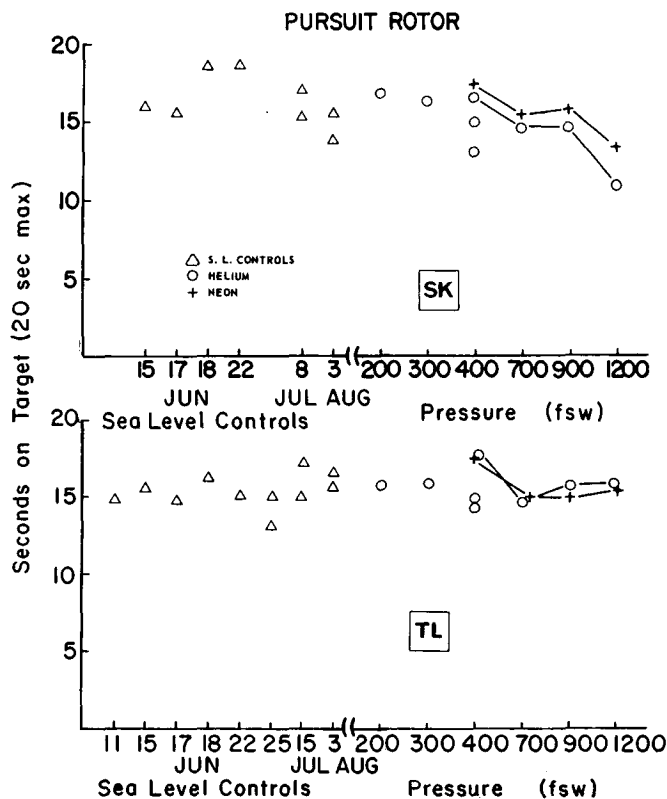 PURSUIT ROTOR
Seconds on Target (20 sec max)
20
15
10
5
△ S. L. CONTROLS
○ HELIUM
+ NEON
SK
15 17 18 22 8 3 200 300 400 700 900 1200
JUN JUL AUG
Sea Level Controls Pressure (fsw)
20
15
10
5
TL
11 15 17 18 22 25 15 3 200 300 400 700 900 1200
JUN JUL AUG
Sea Level Controls Pressure (fsw)